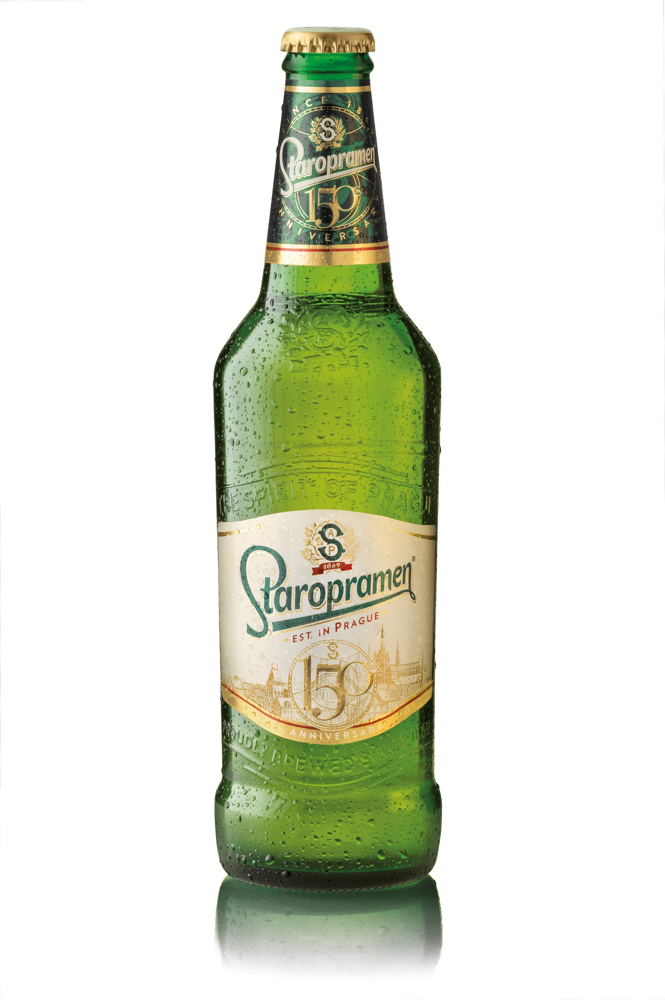 SINCE 1869
S
A
P
1869
Staropramen
150TH
ANNIVERSARY
S
A
P
THE SPIRIT OF PRAGU
S
A
P
1869
Staropramen®
EST. IN PRAGUE
S
A
P
150TH
ANNIVERSARY
PROUDLY BREWED SINCE 1869